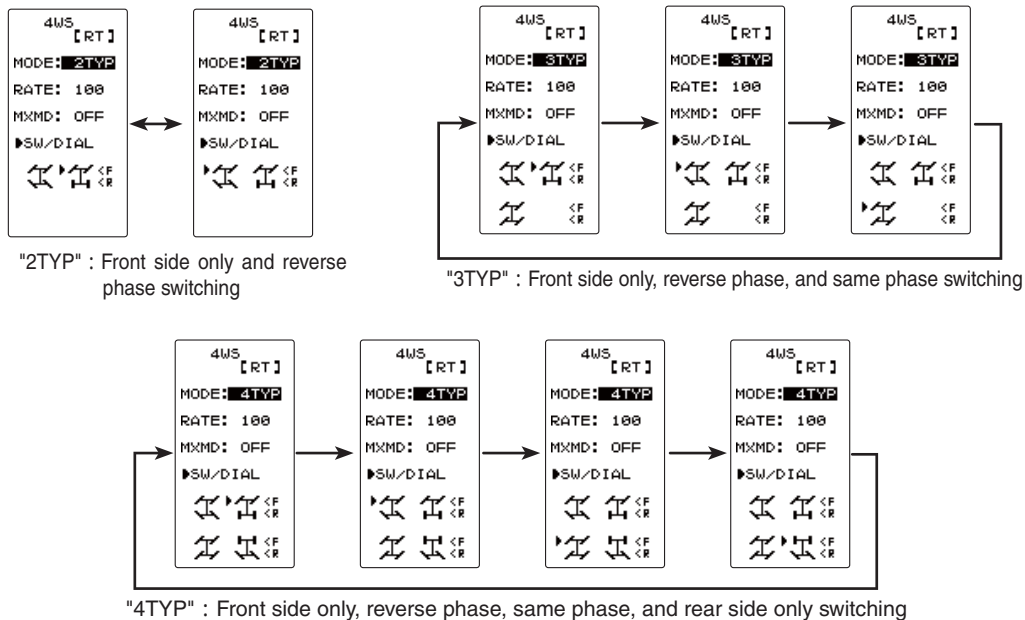 4WS
[RT]
MODE: 2TYP
RATE: 100
MXMD: OFF
▶SW/DIAL
<F
<R
4WS
[RT]
MODE: 2TYP
RATE: 100
MXMD: OFF
▶SW/DIAL
<F
<R
"2TYP" : Front side only and reverse
phase switching
4WS
[RT]
MODE: 3TYP
RATE: 100
MXMD: OFF
▶SW/DIAL
<F
<R
<F
<R
4WS
[RT]
MODE: 3TYP
RATE: 100
MXMD: OFF
▶SW/DIAL
<F
<R
<F
<R
4WS
[RT]
MODE: 3TYP
RATE: 100
MXMD: OFF
▶SW/DIAL
<F
<R
<F
<R
"3TYP" : Front side only, reverse phase, and same phase switching
4WS
[RT]
MODE: 4TYP
RATE: 100
MXMD: OFF
▶SW/DIAL
<F
<R
<F
<R
4WS
[RT]
MODE: 4TYP
RATE: 100
MXMD: OFF
▶SW/DIAL
<F
<R
<F
<R
4WS
[RT]
MODE: 4TYP
RATE: 100
MXMD: OFF
▶SW/DIAL
<F
<R
<F
<R
4WS
[RT]
MODE: 4TYP
RATE: 100
MXMD: OFF
▶SW/DIAL
<F
<R
<F
<R
"4TYP" : Front side only, reverse phase, same phase, and rear side only switching